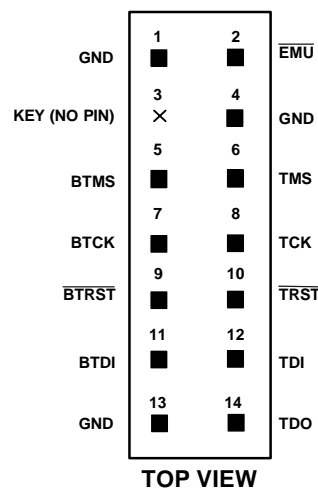 1 2
GND EMU
3 4
KEY (NO PIN) GND
5 6
BTMS TMS
7 8
BTCK TCK
9 10
BTRST TRST
11 12
BTDI TDI
13 14
GND TDO
TOP VIEW